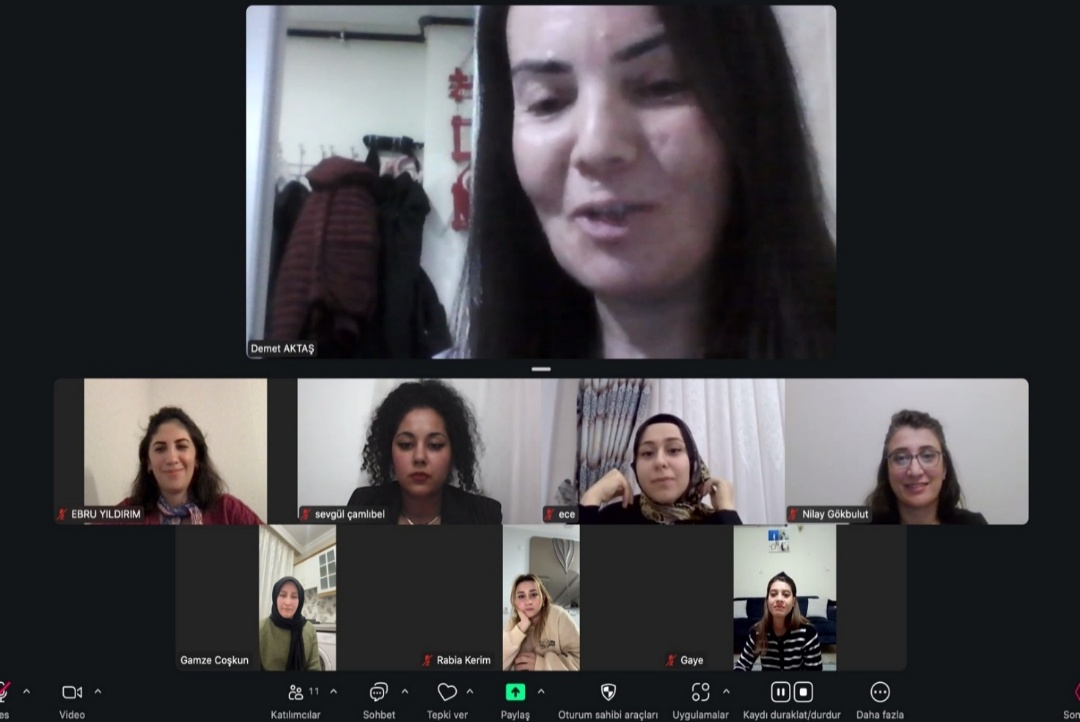 Demet AKTAŞ
EBRU YILDIRIM
sevgül çamlıbel
ece
Nilay Gökbulut
Gamze Coşkun
Rabia Kerim
Gaye
11
Video
Katılımcılar
Sohbet
Tepki ver
Paylaş
Oturum sahibi araçları
Uygulamalar
Kaydı duraklat/durdur
Daha fazla